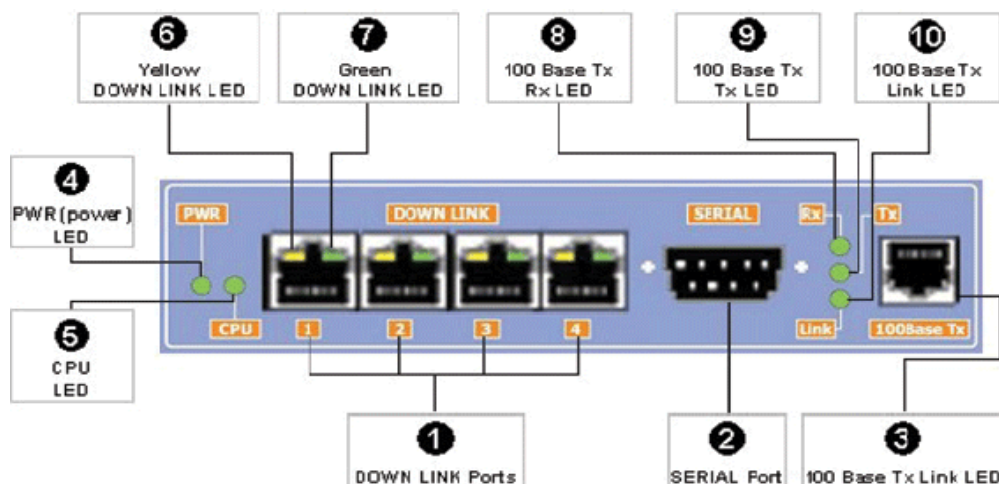 6
Yellow
DOWN LINK LED
7
Green
DOWN LINK LED
8
100 Base Tx
Rx LED
9
100 Base Tx
Tx LED
10
100 Base Tx
Link LED
4
PWR (power)
LED
5
CPU
LED
PWR
DOWN LINK
SERIAL
Rx
Tx
CPU
1
2
3
4
Link
100Base Tx
1
DOWN LINK Ports
2
SERIAL Port
3
100 Base Tx Link LED